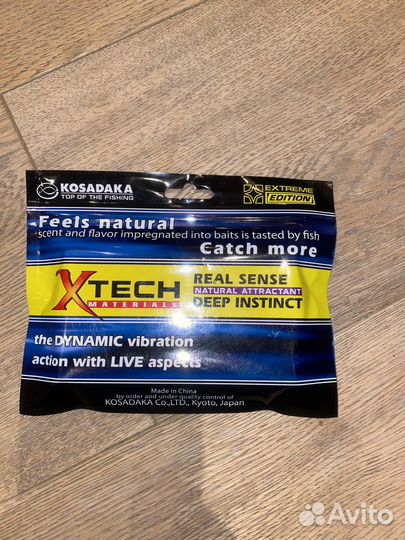 KOSADAKA
TOP OF THE FISHING
EXTREME
EDITION
Feels natural
scent and flavor impregnated into baits is tasted by fish
Catch more
XTECH
MATERIALS
REAL SENSE
NATURAL ATTRACTANT
DEEP INSTINCT
the DYNAMIC vibration
action with LIVE aspects
Made in China
by order and under quality control of
KOSADAKA Co.,LTD., Kyoto, Japan
Avito